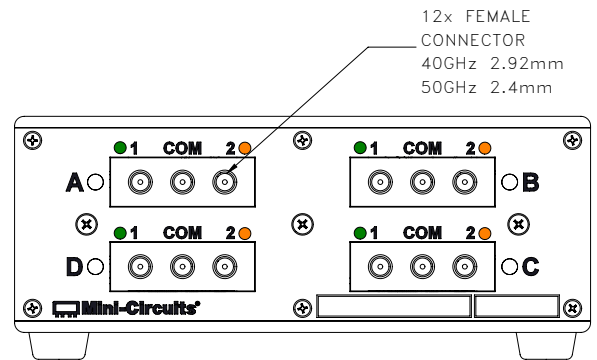 12x FEMALE
CONNECTOR
40GHz 2.92mm
50GHz 2.4mm
1 COM 2
1 COM 2
A
B
1 COM 2
1 COM 2
D
C
Mini-Circuits®